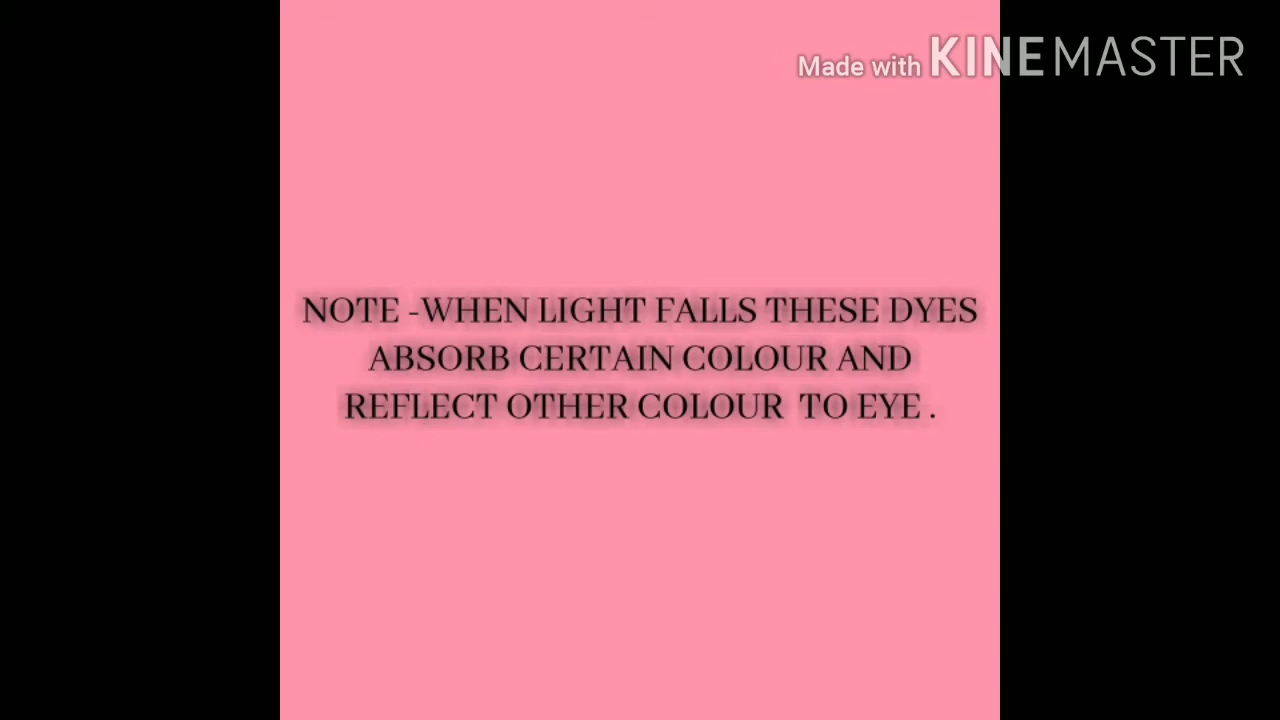 Made with KINEMASTER
NOTE -WHEN LIGHT FALLS THESE DYES
ABSORB CERTAIN COLOUR AND
REFLECT OTHER COLOUR TO EYE .